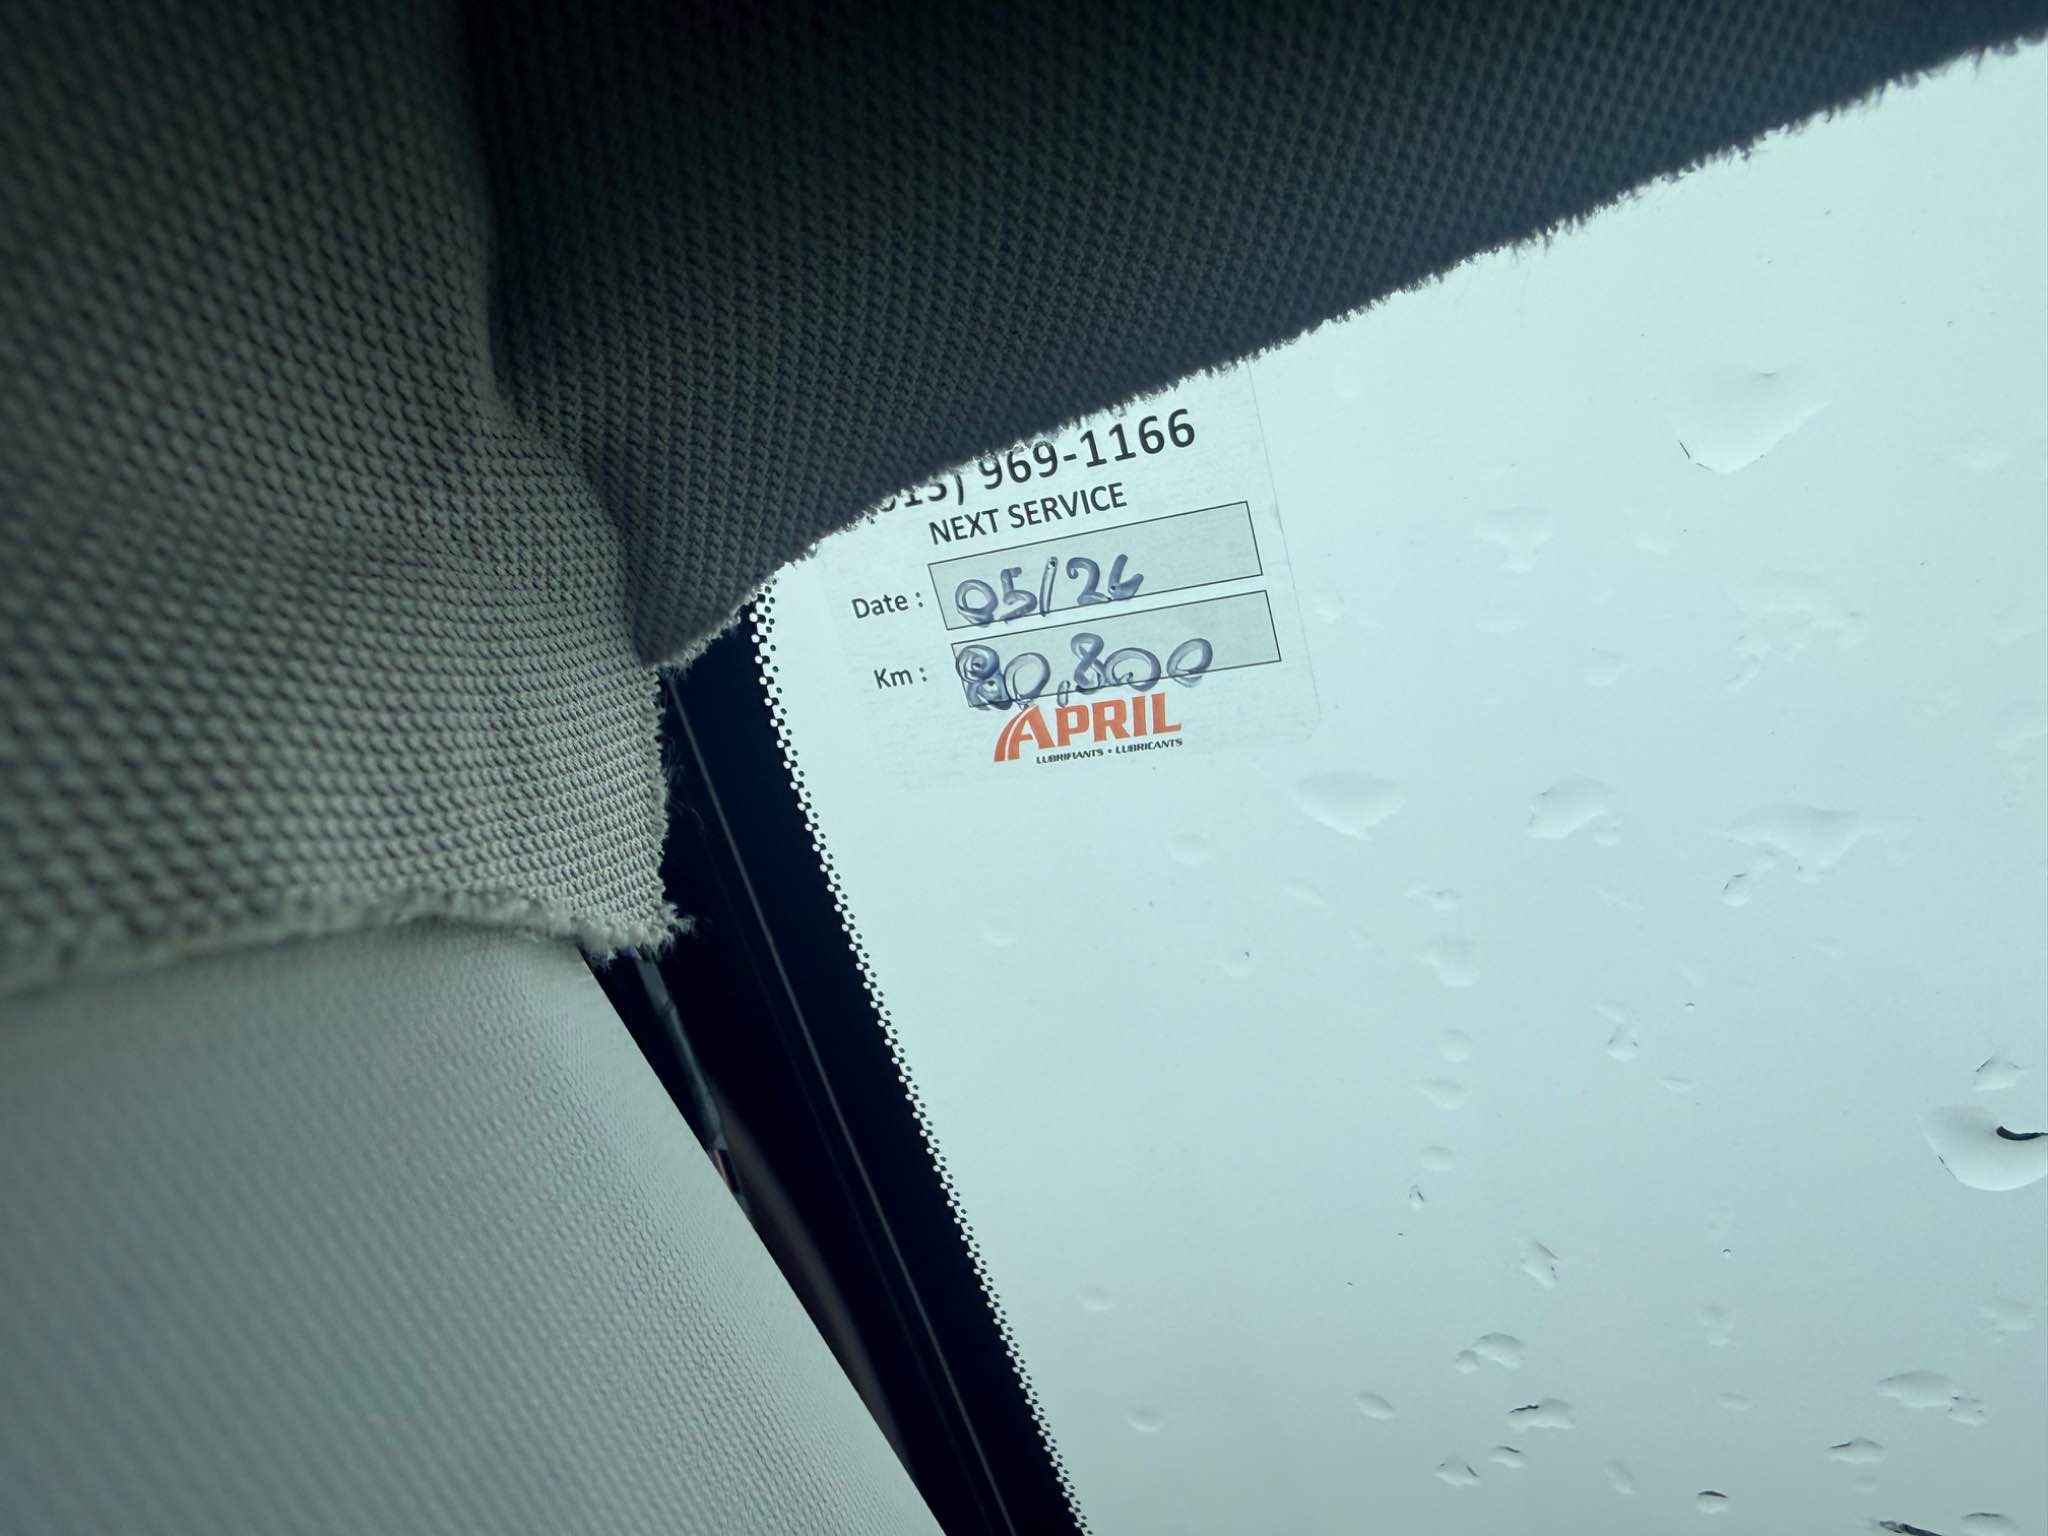 969-1166
NEXT SERVICE
Date : 05/26
Km : 80,800
APRIL
LUBRIFIANTS • LUBRICANTS